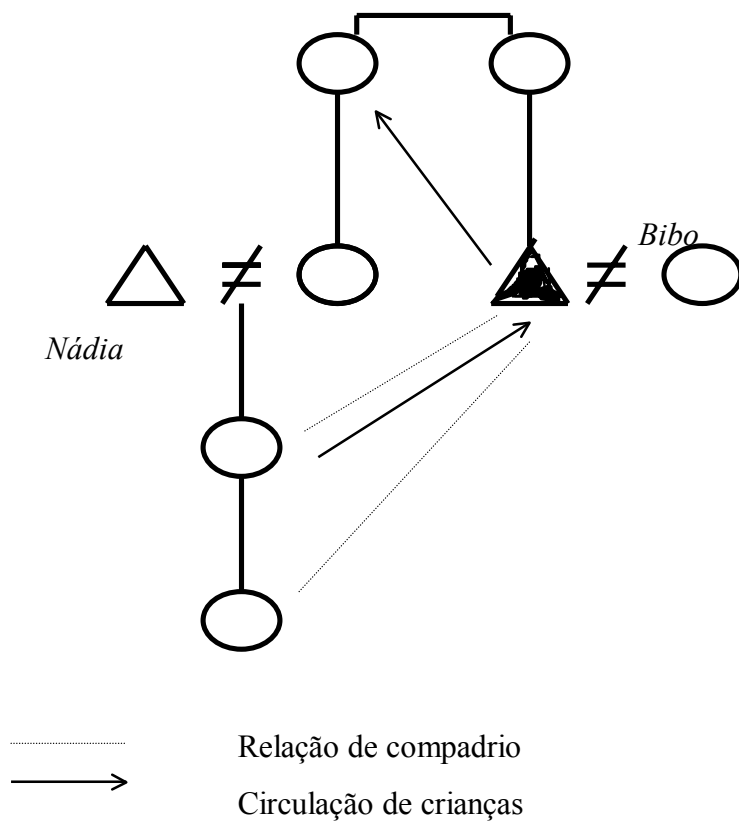 Bibo
Nádia
Relação de compadrio
Circulação de crianças